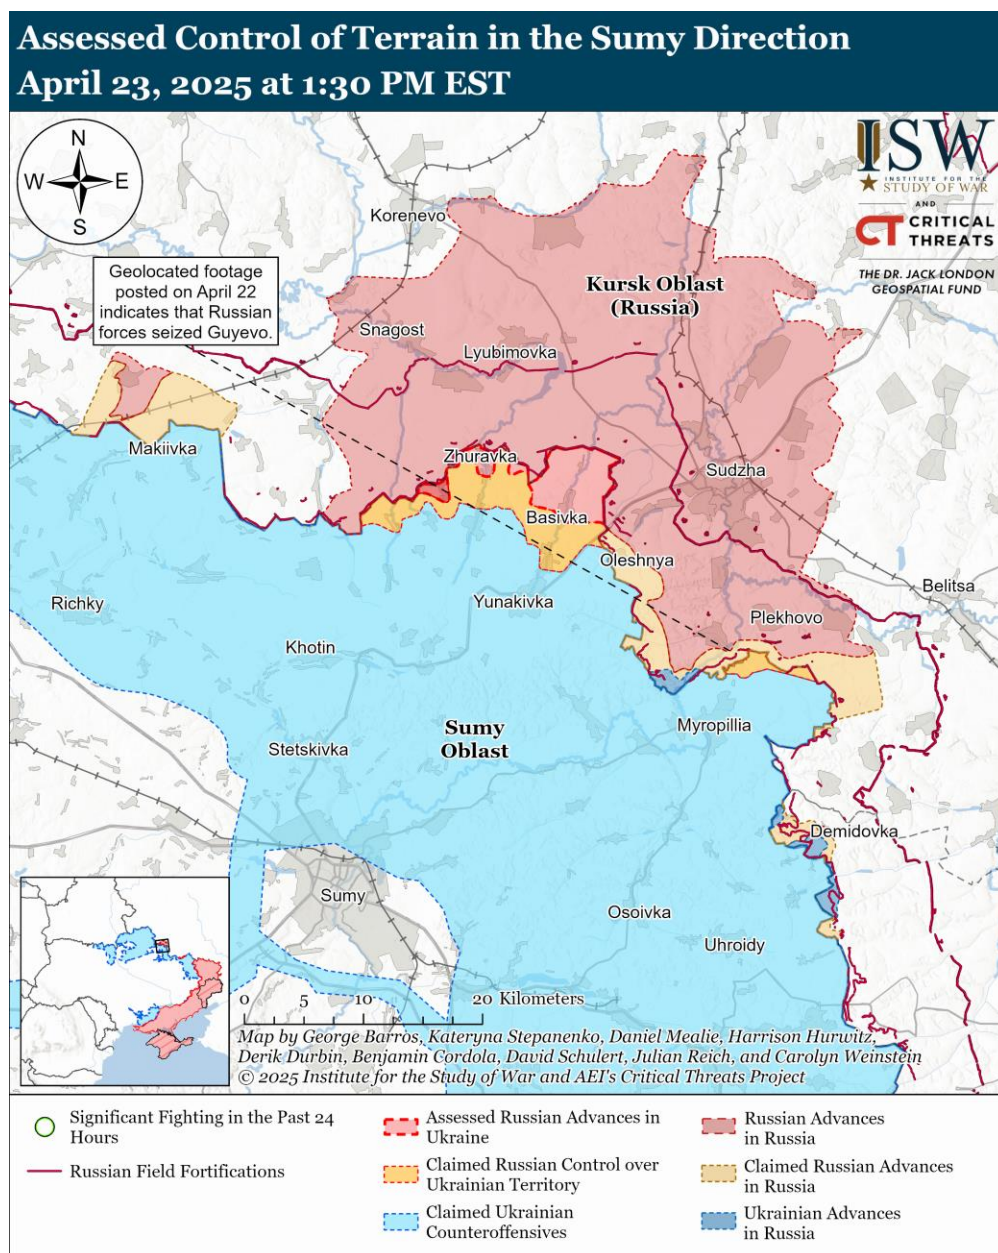 Assessed Control of Terrain in the Sumy Direction
April 23, 2025 at 1:30 PM EST
N
W
E
S
ISW
INSTITUTE FOR THE
STUDY OF WAR
AND
CT CRITICAL
THREATS
THE DR. JACK LONDON
GEOSPATIAL FUND
Korenevo
Geolocated footage
posted on April 22
indicates that Russian
forces seized Guyevo.
Kursk Oblast
(Russia)
Snagost
Lyubimovka
Makiivka
Zhuravka
Sudzha
Basivka
Oleshnya
Belitsa
Richky
Yunakivka
Plekhovo
Khotin
Sumy
Oblast
Myropillia
Stetskivka
Demidovka
Sumy
Osoivka
Uhroidy
0 5 10 20 Kilometers
Map by George Barros, Kateryna Stepanenko, Daniel Mealie, Harrison Hurwitz,
Derik Durbin, Benjamin Cordola, David Schulert, Julian Reich, and Carolyn Weinstein
© 2025 Institute for the Study of War and AEI's Critical Threats Project
Significant Fighting in the Past 24
Hours
Russian Field Fortifications
Assessed Russian Advances in
Ukraine
Claimed Russian Control over
Ukrainian Territory
Claimed Ukrainian
Counteroffensives
Russian Advances
in Russia
Claimed Russian Advances
in Russia
Ukrainian Advances
in Russia